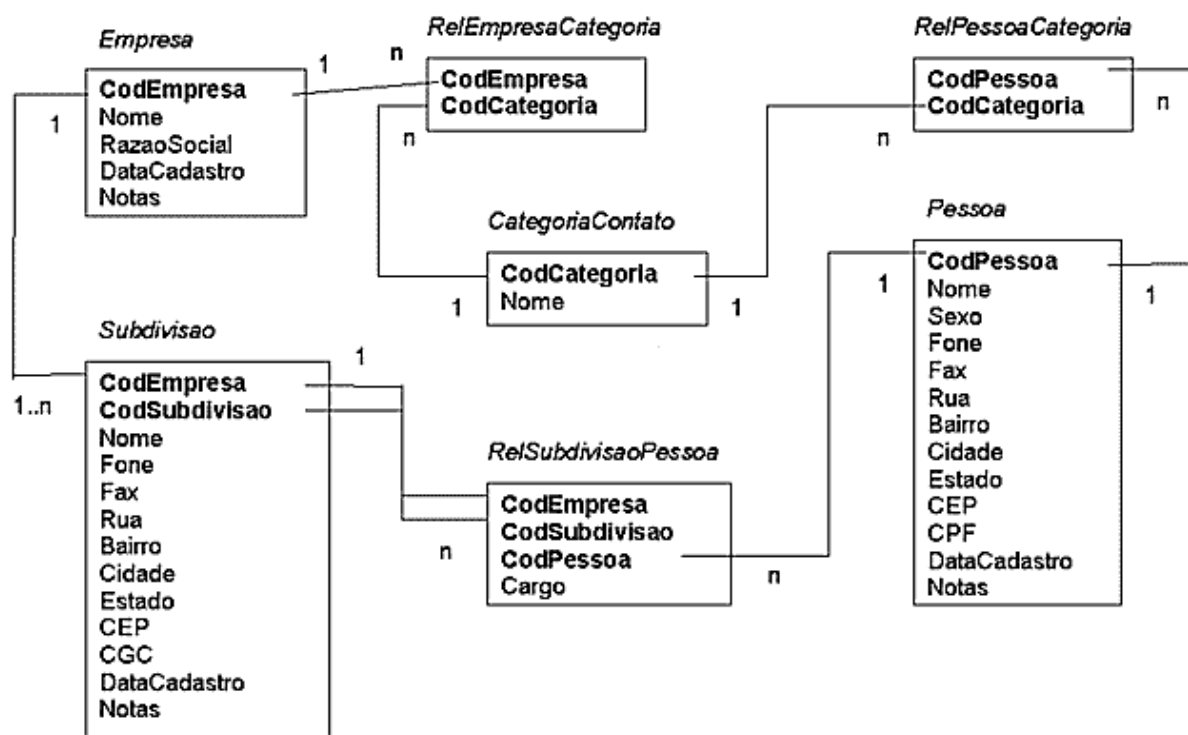 Empresa
CodEmpresa
Nome
RazaoSocial
DataCadastro
Notas
1
n
RelEmpresaCategoria
CodEmpresa
CodCategoria
n
RelPessoaCategoria
CodPessoa
CodCategoria
n
n
1
CategoriaContato
CodCategoria
Nome
1
1
Pessoa
CodPessoa
Nome
Sexo
Fone
Fax
Rua
Bairro
Cidade
Estado
CEP
CPF
DataCadastro
Notas
1
1
Subdivisao
CodEmpresa
CodSubdivisao
Nome
Fone
Fax
Rua
Bairro
Cidade
Estado
CEP
CGC
DataCadastro
Notas
1
1..n
RelSubdivisaoPessoa
CodEmpresa
CodSubdivisao
CodPessoa
Cargo
n
n